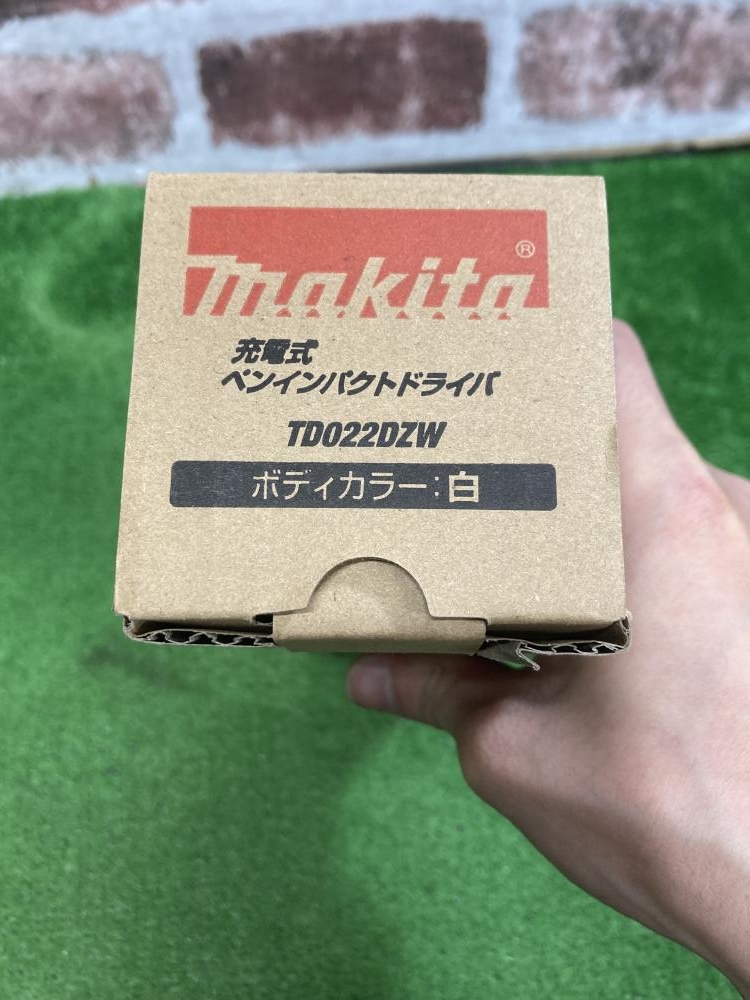 makita®
充電式
ペンインパクトドライバ
TD022DZW
ボディカラー:白